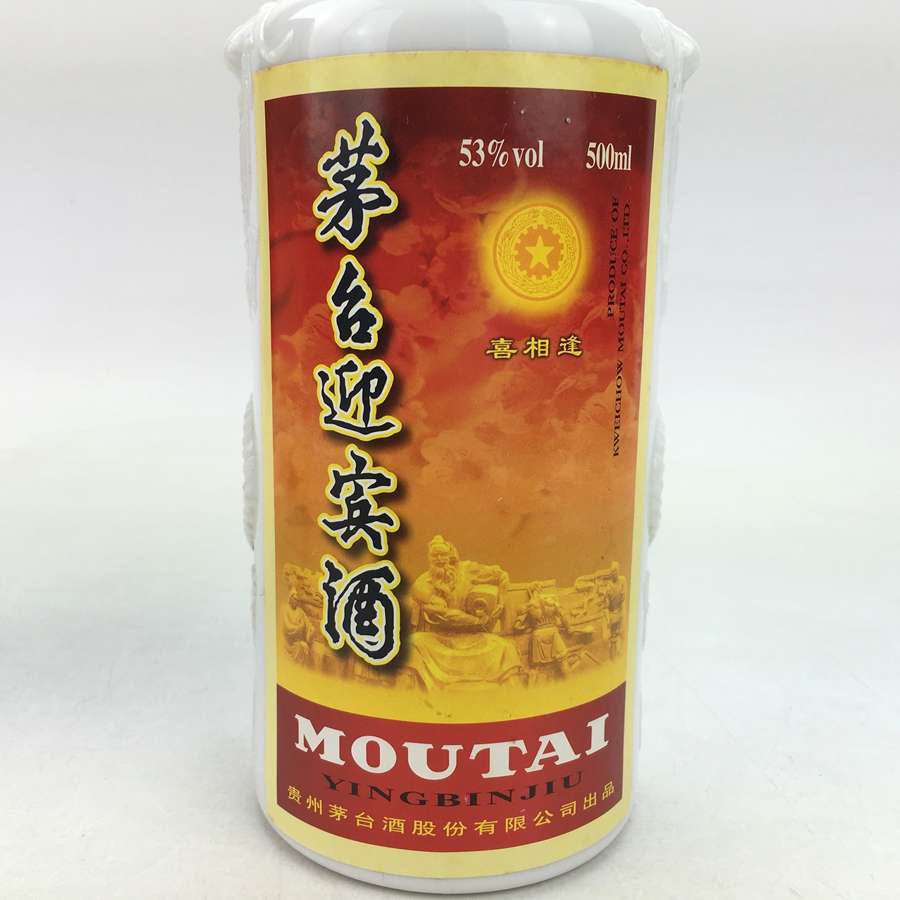 茅台迎宾酒
53%vol 500ml
喜相逢
PRODUCE OF
KWEICHOW MOUTAI CO.,LTD
MOUTAI
YINGBINJIU
贵州茅台酒股份有限公司出品